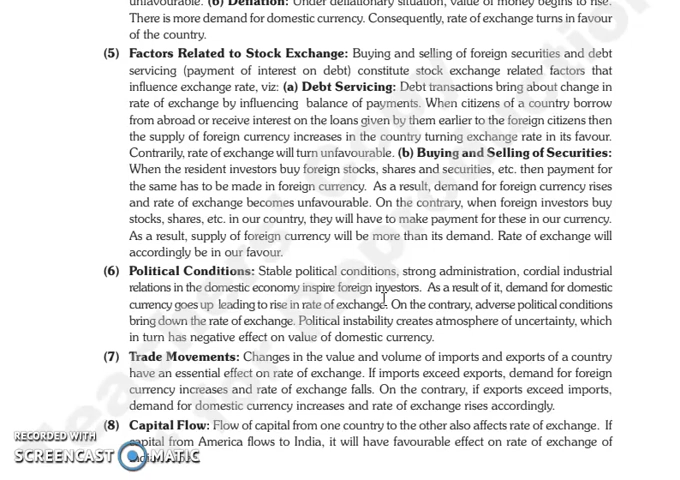 unfavourable. (b) Deflation: Under deflationary situation, value of money begins to rise.
There is more demand for domestic currency. Consequently, rate of exchange turns in favour
of the country.
(5) Factors Related to Stock Exchange: Buying and selling of foreign securities and debt
servicing (payment of interest on debt) constitute stock exchange related factors that
influence exchange rate, viz: (a) Debt Servicing: Debt transactions bring about change in
rate of exchange by influencing balance of payments. When citizens of a country borrow
from abroad or receive interest on the loans given by them earlier to the foreign citizens then
the supply of foreign currency increases in the country turning exchange rate in its favour.
Contrarily, rate of exchange will turn unfavourable. (b) Buying and Selling of Securities:
When the resident investors buy foreign stocks, shares and securities, etc. then payment for
the same has to be made in foreign currency. As a result, demand for foreign currency rises
and rate of exchange becomes unfavourable. On the contrary, when foreign investors buy
stocks, shares, etc. in our country, they will have to make payment for these in our currency.
As a result, supply of foreign currency will be more than its demand. Rate of exchange will
accordingly be in our favour.
(6) Political Conditions: Stable political conditions, strong administration, cordial industrial
relations in the domestic economy inspire foreign investors. As a result of it, demand for domestic
currency goes up leading to rise in rate of exchange. On the contrary, adverse political conditions
bring down the rate of exchange. Political instability creates atmosphere of uncertainty, which
in turn has negative effect on value of domestic currency.
(7) Trade Movements: Changes in the value and volume of imports and exports of a country
have an essential effect on rate of exchange. If imports exceed exports, demand for foreign
currency increases and rate of exchange falls. On the contrary, if exports exceed imports,
demand for domestic currency increases and rate of exchange rises accordingly.
(8) Capital Flow: Flow of capital from one country to the other also affects rate of exchange. If
capital from America flows to India, it will have favourable effect on rate of exchange of
RECORDED WITH
SCREENCAST MATIC